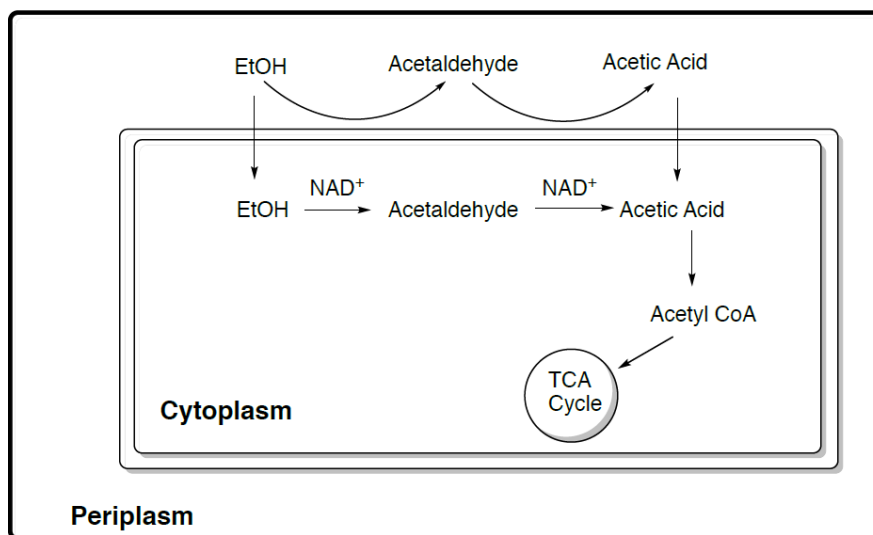 EtOH
Acetaldehyde
Acetic Acid
NAD⁺
NAD⁺
EtOH
Acetaldehyde
Acetic Acid
Acetyl CoA
TCA
Cycle
Cytoplasm
Periplasm